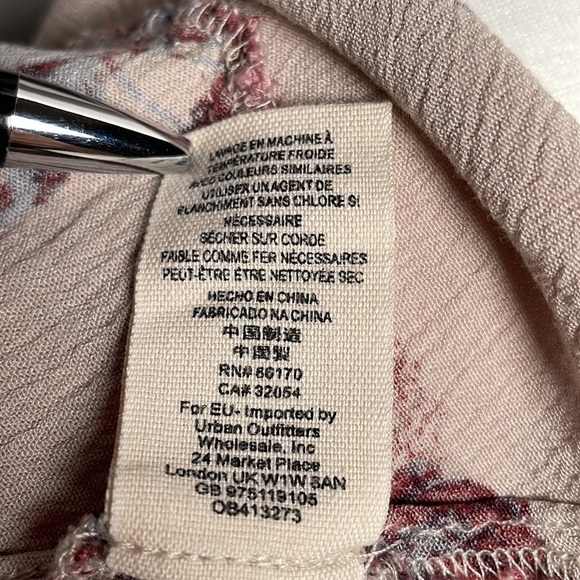 LAVAGE EN MACHINE À
TEMPÉRATURE FROIDE
AVEC COULEURS SIMILAIRES
UTILISER UN AGENT DE
BLANCHIMENT SANS CHLORE SI
NÉCESSAIRE
SÉCHER SUR CORDE
FAIBLE COMME FER NÉCESSAIRES
PEUT-ÊTRE ÊTRE NETTOYÉE SEC
HECHO EN CHINA
FABRICADO NA CHINA
中国制造
中國製
RN# 66170
CA# 32054
For EU- Imported by
Urban Outfitters
Wholesale, Inc
24 Market Place
London UK W1W 8AN
GB 975119105
OB413273